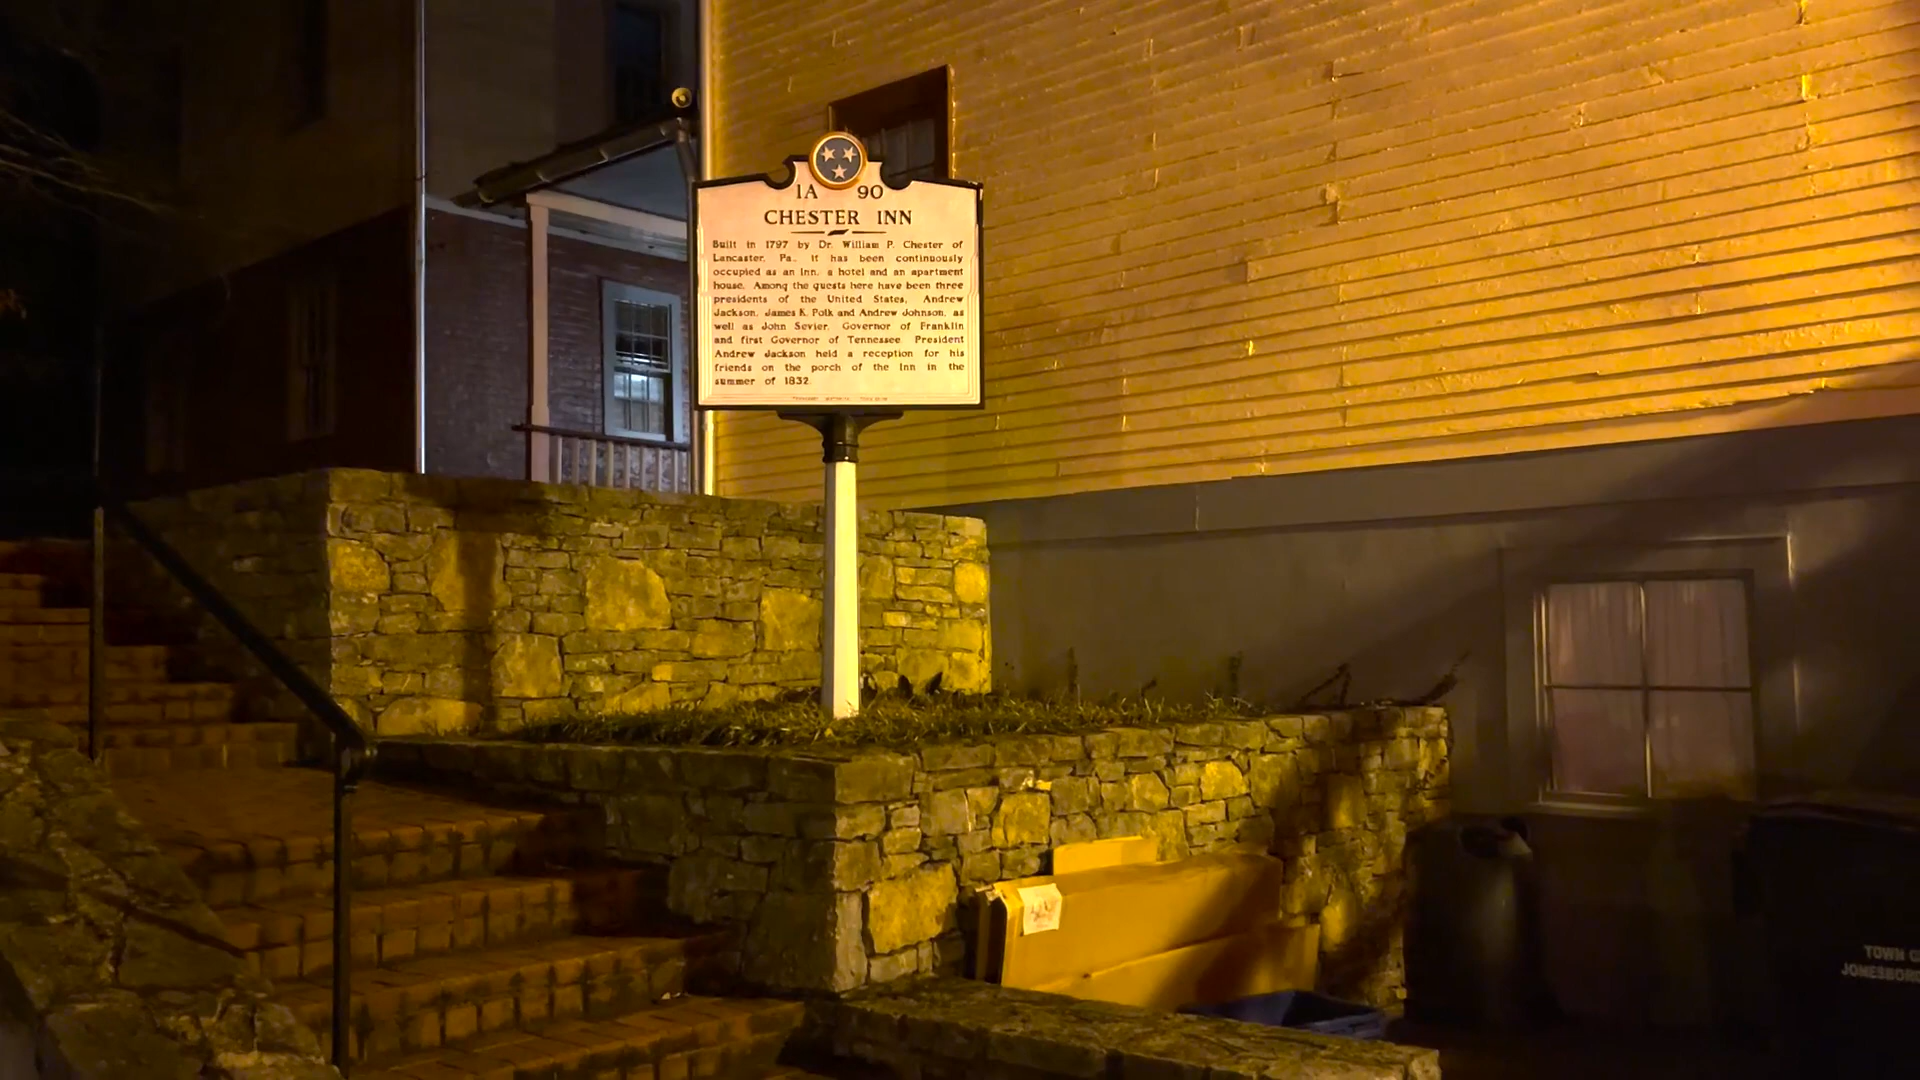 1A 90
CHESTER INN
Built in 1797 by Dr. William P. Chester of
Lancaster, Pa., it has been continuously
occupied as an inn, a hotel and an apartment
house. Among the guests here have been three
presidents of the United States, Andrew
Jackson, James K. Polk and Andrew Johnson, as
well as John Sevier, Governor of Franklin
and first Governor of Tennessee. President
Andrew Jackson held a reception for his
friends on the porch of the Inn in the
summer of 1832.
TOWN
JONESBORO